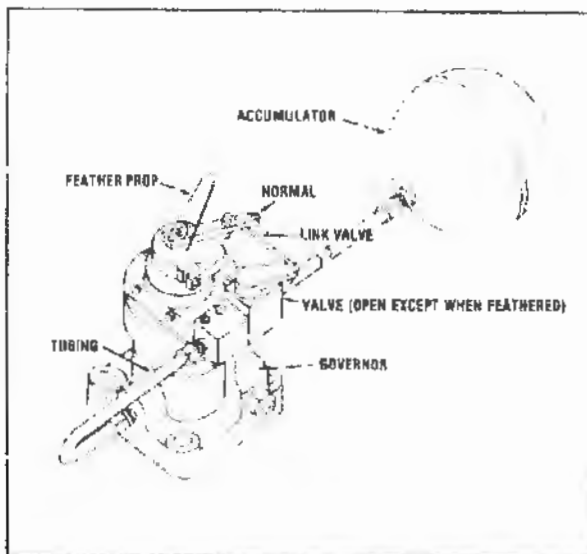 ACCUMULATOR
FEATHER PROP
NORMAL
LINK VALVE
VALVE (OPEN EXCEPT WHEN FEATHERED)
TUBING
GOVERNOR